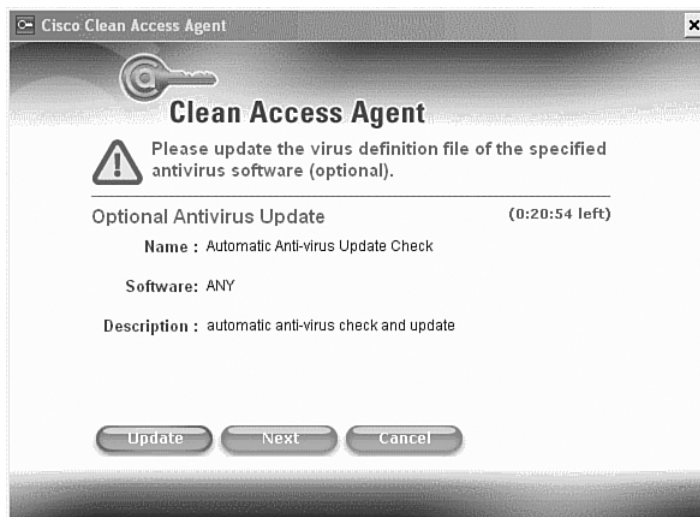 Cisco Clean Access Agent
Clean Access Agent
Please update the virus definition file of the specified
antivirus software (optional).
Optional Antivirus Update (0:20:54 left)
Name : Automatic Anti-virus Update Check
Software: ANY
Description : automatic anti-virus check and update
Update Next Cancel